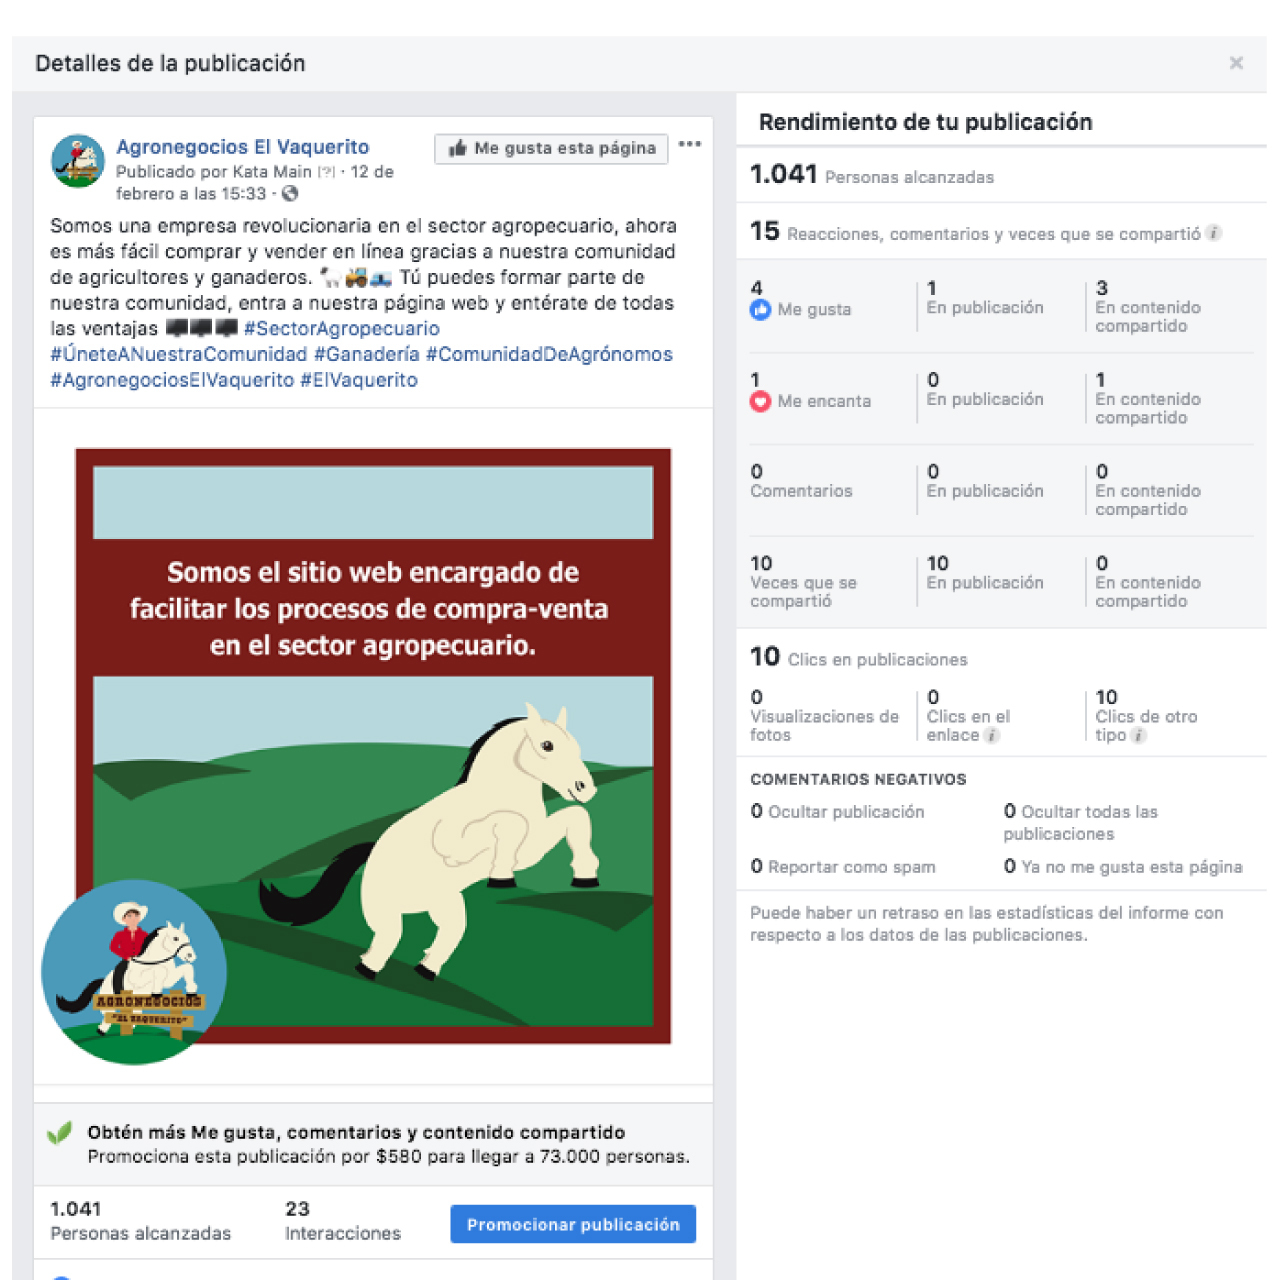 Detalles de la publicación
×
Agronegocios El Vaquerito
Me gusta esta página
Publicado por Kata Main [?] · 12 de
febrero a las 15:33 ·
Somos una empresa revolucionaria en el sector agropecuario, ahora
es más fácil comprar y vender en línea gracias a nuestra comunidad
de agricultores y ganaderos. 🐑🚜🛻 Tú puedes formar parte de
nuestra comunidad, entra a nuestra página web y entérate de todas
las ventajas #SectorAgropecuario
#ÚneteANuestraComunidad #Ganadería #ComunidadDeAgrónomos
#AgronegociosElVaquerito #ElVaquerito
Somos el sitio web encargado de
facilitar los procesos de compra-venta
en el sector agropecuario.
AGRONEGOCIOS
"EL VAQUERITO"
Obtén más Me gusta, comentarios y contenido compartido
Promociona esta publicación por $580 para llegar a 73.000 personas.
1.041
Personas alcanzadas
23
Interacciones
Promocionar publicación
Rendimiento de tu publicación
1.041 Personas alcanzadas
15 Reacciones, comentarios y veces que se compartió i
4
Me gusta
1
En publicación
3
En contenido
compartido
1
Me encanta
0
En publicación
1
En contenido
compartido
0
Comentarios
0
En publicación
0
En contenido
compartido
10
Veces que se
compartió
10
En publicación
0
En contenido
compartido
10 Clics en publicaciones
0
Visualizaciones de
fotos
0
Clics en el
enlace i
10
Clics de otro
tipo i
COMENTARIOS NEGATIVOS
0 Ocultar publicación
0 Ocultar todas las
publicaciones
0 Reportar como spam
0 Ya no me gusta esta página
Puede haber un retraso en las estadísticas del informe con
respecto a los datos de las publicaciones.